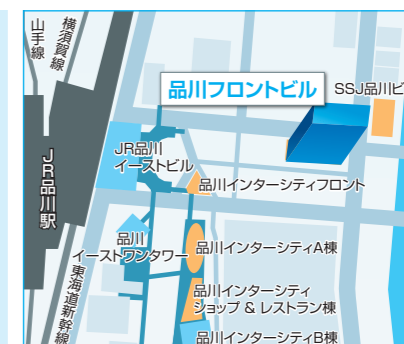 山手線
横須賀線
品川フロントビル
SSJ品川ビ
JR品川
イーストビル
JR品川駅
品川インターシティフロント
品川
イーストワンタワー
品川インターシティA棟
東海道新幹線
品川インターシティ
ショップ & レストラン棟
品川インターシティB棟